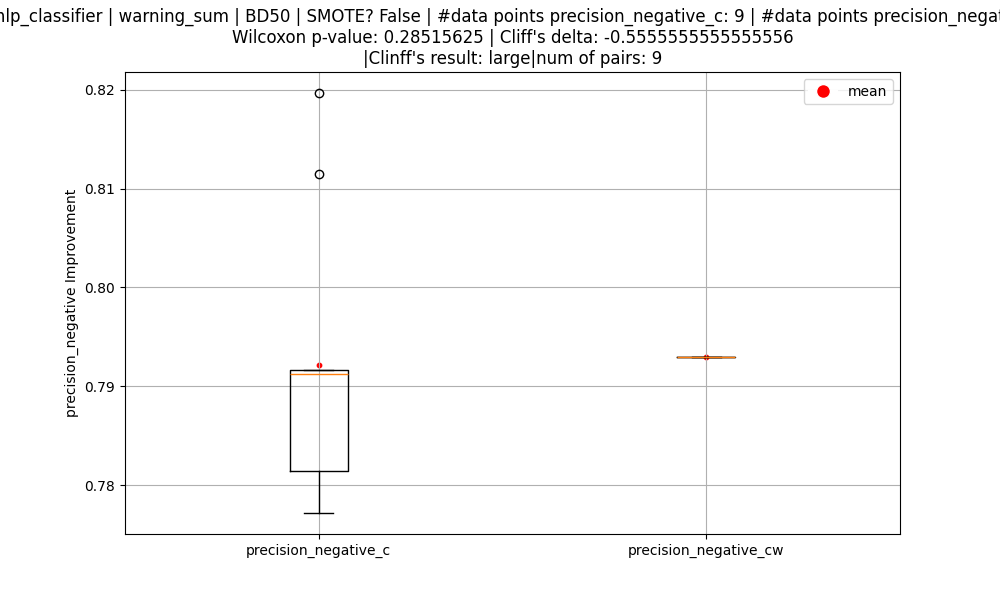 nlp_classifier | warning_sum | BD50 | SMOTE? False | #data points precision_negative_c: 9 | #data points
Wilcoxon p-value: 0.28515625 | Cliff's delta: -0.5555555555555556
|Clinff's result: large|num of pairs: 9
mean
0.82
0.81
0.80
0.79
0.78
precision_negative Improvement
precision_negative_c
precision_negative_cw